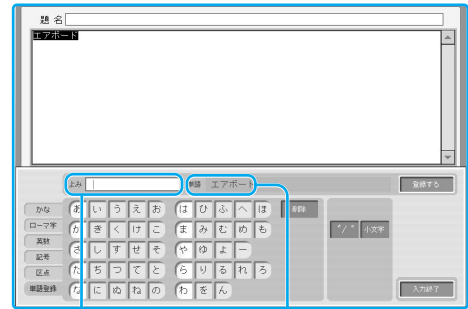 題 名
エアボード
よみ 単語 エアボード 登録する
かな あ い う え お は ひ ふ へ ほ 削除
ローマ字 か き く け こ ま み む め も ゛/゜ 小文字
英数 さ し す せ そ や ゆ よ ー
記号 た ち つ て と ら り る れ ろ
区点 な に ぬ ね の わ を ん
単語登録 入力終了